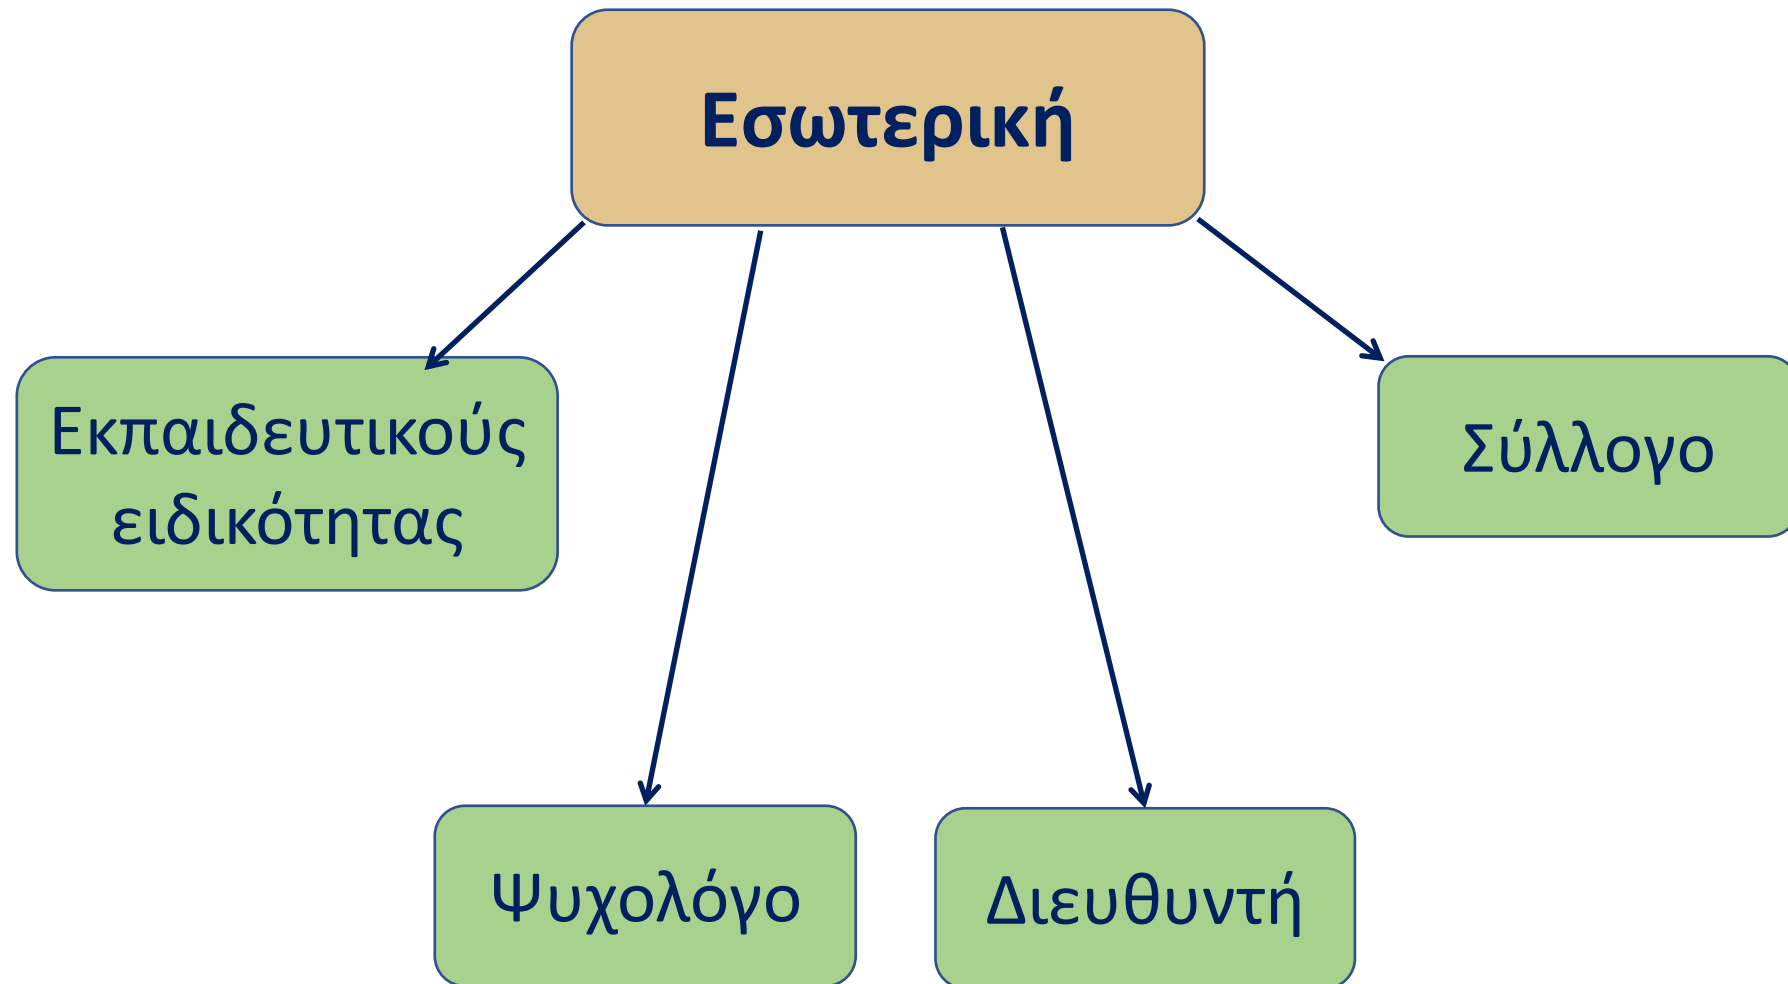 Εσωτερική
Εκπαιδευτικούς
ειδικότητας
Σύλλογο
Ψυχολόγο
Διευθυντή